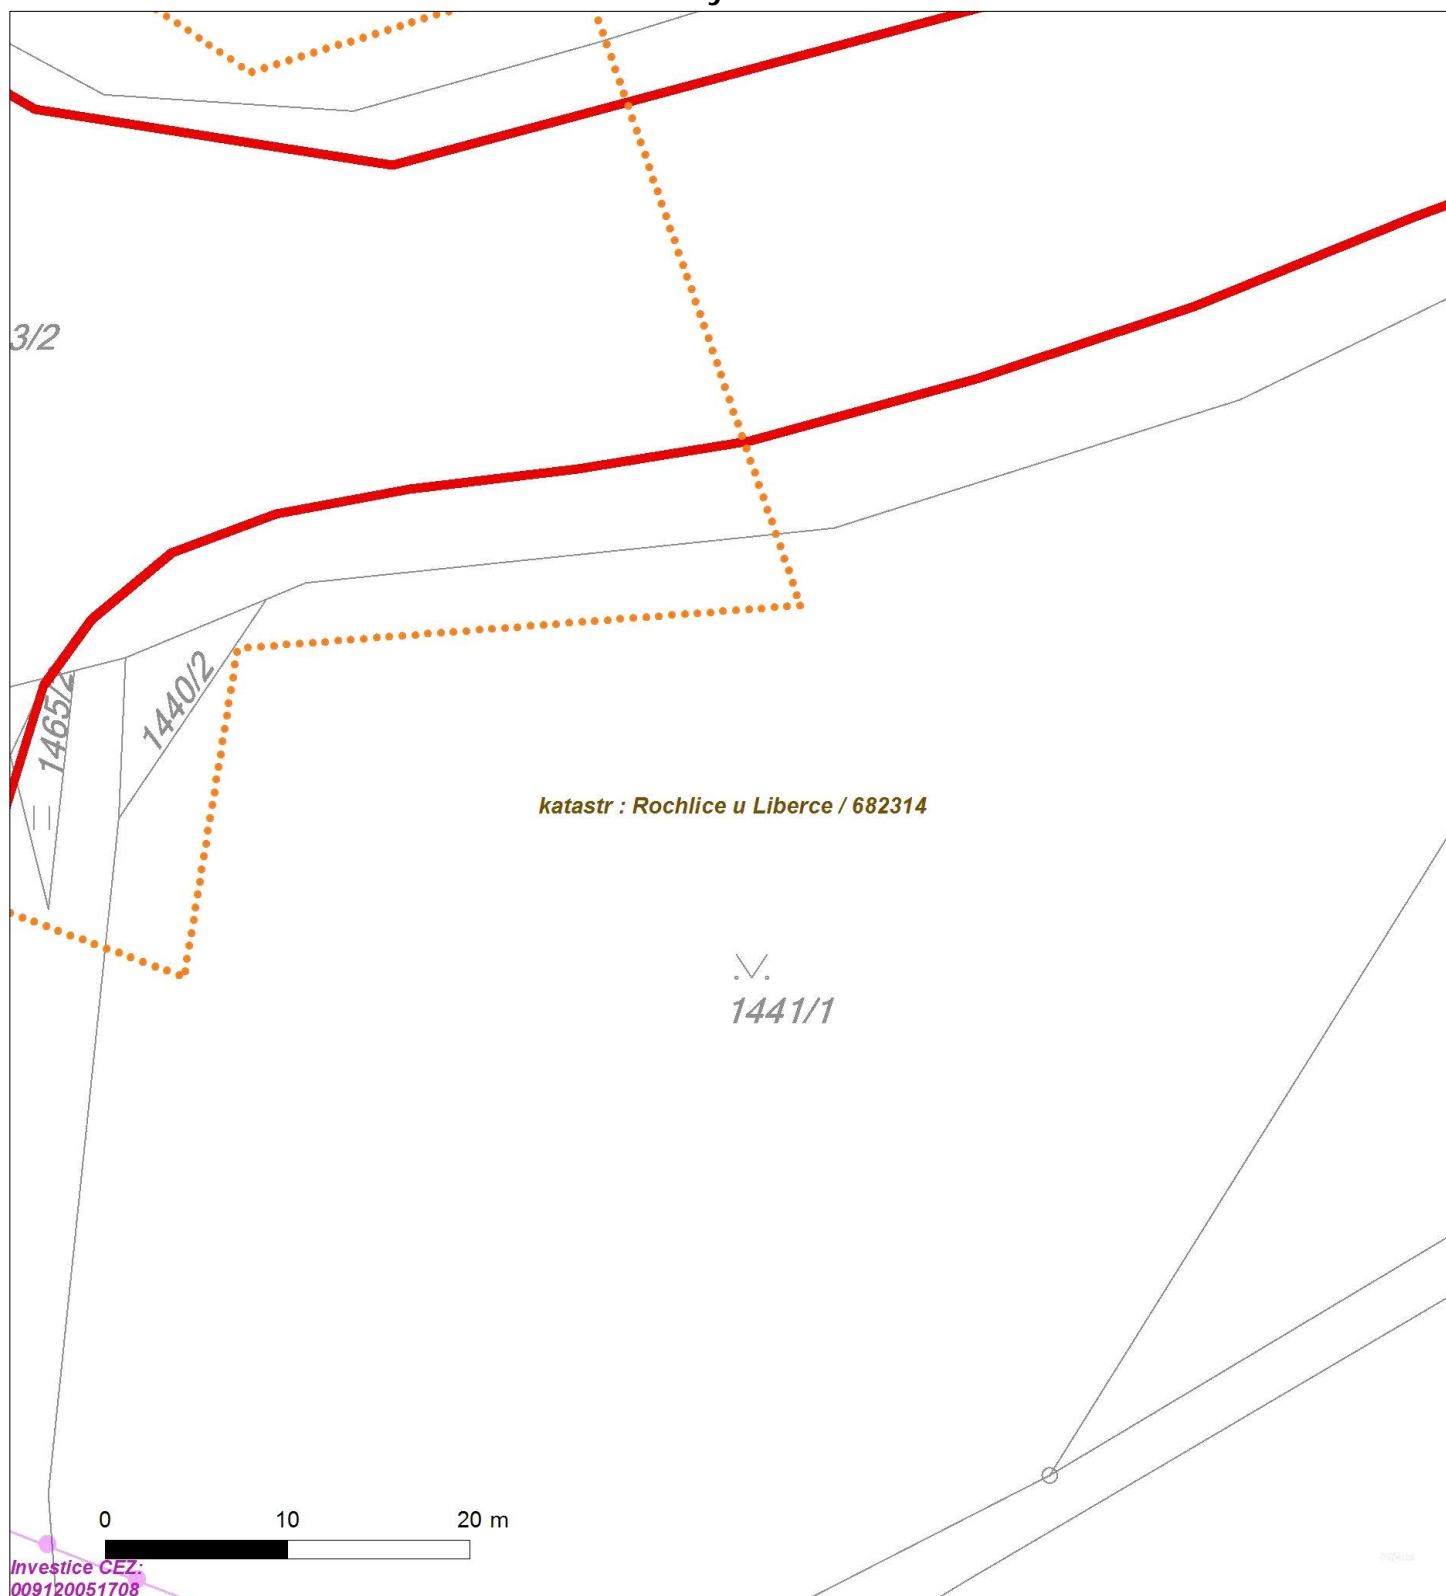 3/2
1440/2
1465/2
katastr : Rochlice u Liberce / 682314
1441/1
0 10 20 m
Investice CEZ:
009120051708